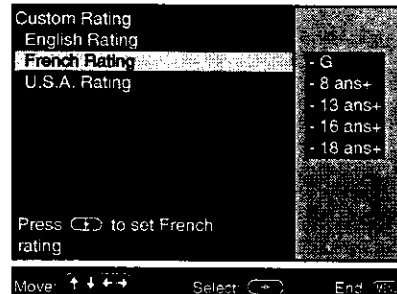 Custom Rating
English Rating
French Rating
U.S.A. Rating
- G
- 8 ans+
- 13 ans+
- 16 ans+
- 18 ans+
Press + to set French
rating
Move: ↑ ↓ ←→ Select: + End: